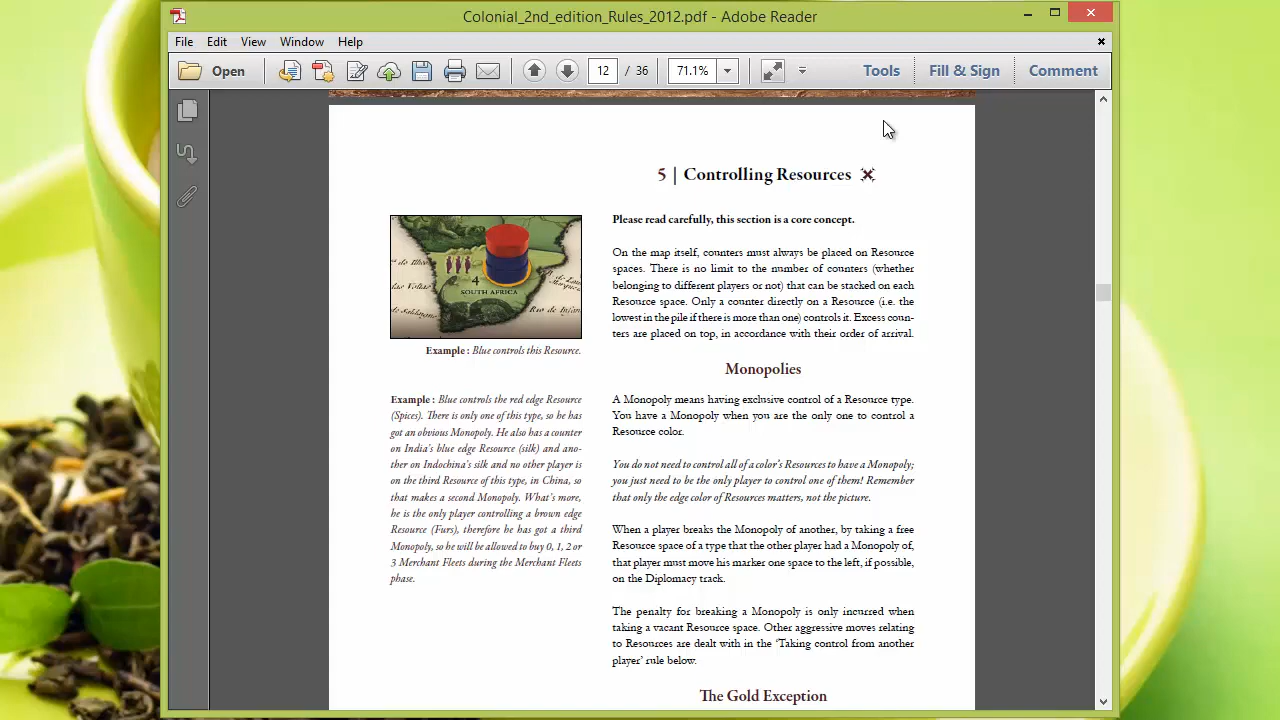 Colonial_2nd_edition_Rules_2012.pdf - Adobe Reader
File Edit View Window Help
Open 12 / 36 71.1% Tools Fill & Sign Comment
5 | Controlling Resources
Please read carefully, this section is a core concept.
On the map itself, counters must always be placed on Resource
spaces. There is no limit to the number of counters (whether
belonging to different players or not) that can be stacked on each
Resource space. Only a counter directly on a Resource (i.e. the
lowest in the pile if there is more than one) controls it. Excess coun-
ters are placed on top, in accordance with their order of arrival.
4
SOUTH AFRICA
Example : Blue controls this Resource.
Monopolies
A Monopoly means having exclusive control of a Resource type.
You have a Monopoly when you are the only one to control a
Resource color.
You do not need to control all of a color's Resources to have a Monopoly;
you just need to be the only player to control one of them! Remember
that only the edge color of Resources matters, not the picture.
When a player breaks the Monopoly of another, by taking a free
Resource space of a type that the other player had a Monopoly of,
that player must move his marker one space to the left, if possible,
on the Diplomacy track.
The penalty for breaking a Monopoly is only incurred when
taking a vacant Resource space. Other aggressive moves relating
to Resources are dealt with in the 'Taking control from another
player' rule below.
Example : Blue controls the red edge Resource
(Spices). There is only one of this type, so he has
got an obvious Monopoly. He also has a counter
on India's blue edge Resource (silk) and ano-
ther on Indochina's silk and no other player is
on the third Resource of this type, in China, so
that makes a second Monopoly. What's more,
he is the only player controlling a brown edge
Resource (Furs), therefore he has got a third
Monopoly, so he will be allowed to buy 0, 1, 2 or
3 Merchant Fleets during the Merchant Fleets
phase.
The Gold Exception